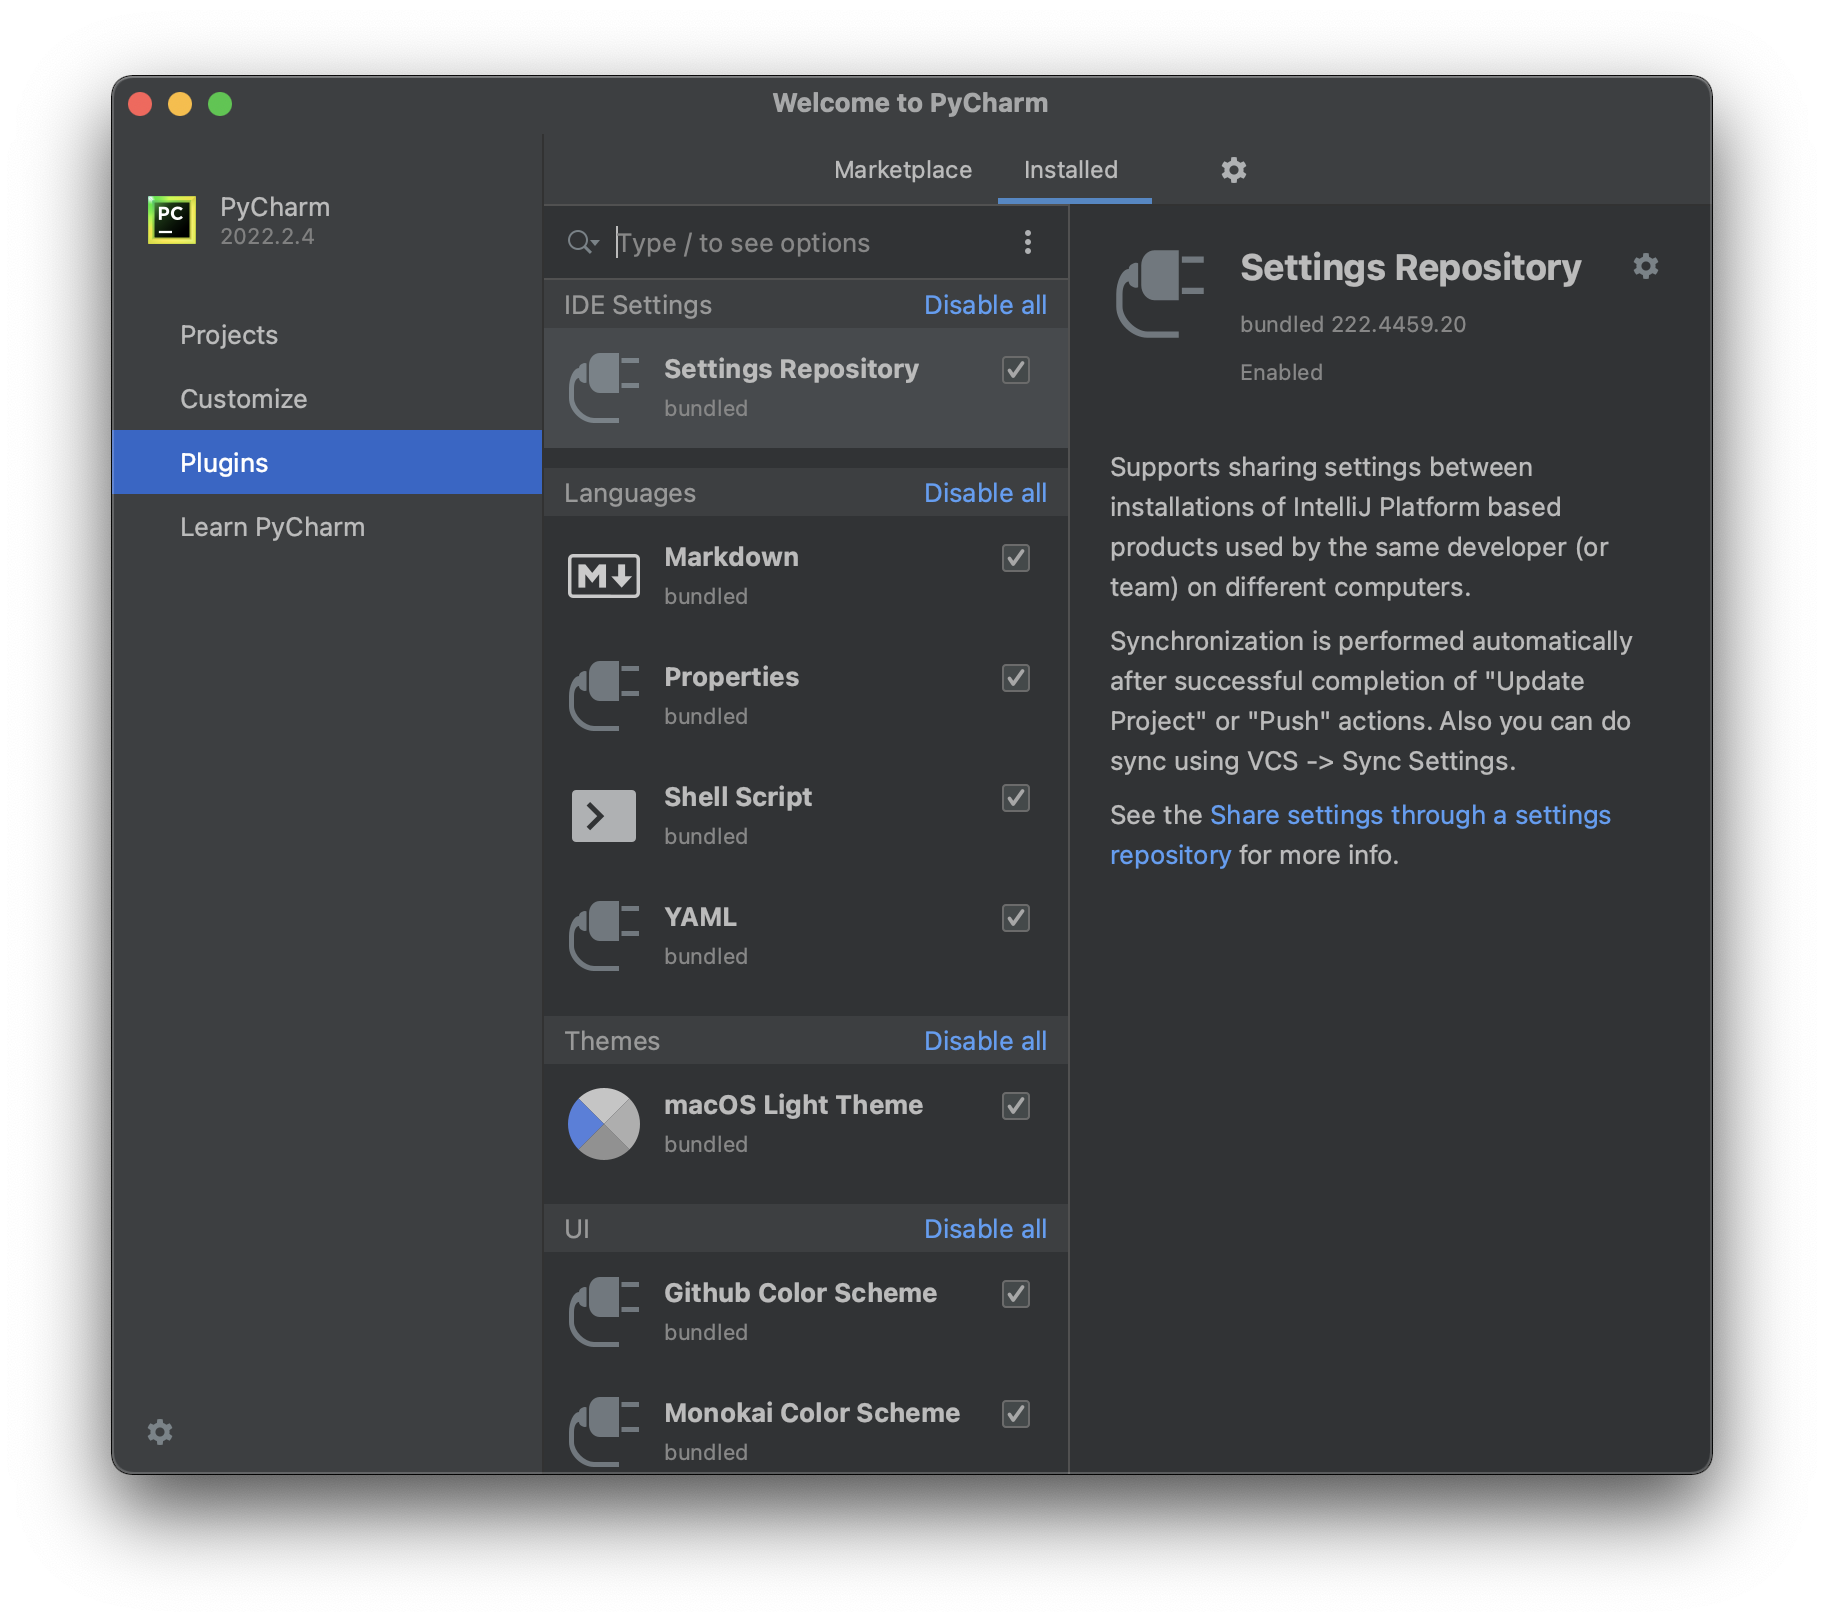 Welcome to PyCharm
PC
PyCharm
2022.2.4
Projects
Customize
Plugins
Learn PyCharm
Marketplace
Installed
Type / to see options
IDE Settings
Disable all
Settings Repository
bundled
Languages
Disable all
Markdown
bundled
Properties
bundled
Shell Script
bundled
YAML
bundled
Themes
Disable all
macOS Light Theme
bundled
UI
Disable all
Github Color Scheme
bundled
Monokai Color Scheme
bundled
Settings Repository
bundled 222.4459.20
Enabled
Supports sharing settings between
installations of IntelliJ Platform based
products used by the same developer (or
team) on different computers.
Synchronization is performed automatically
after successful completion of "Update
Project" or "Push" actions. Also you can do
sync using VCS -> Sync Settings.
See the Share settings through a settings
repository for more info.